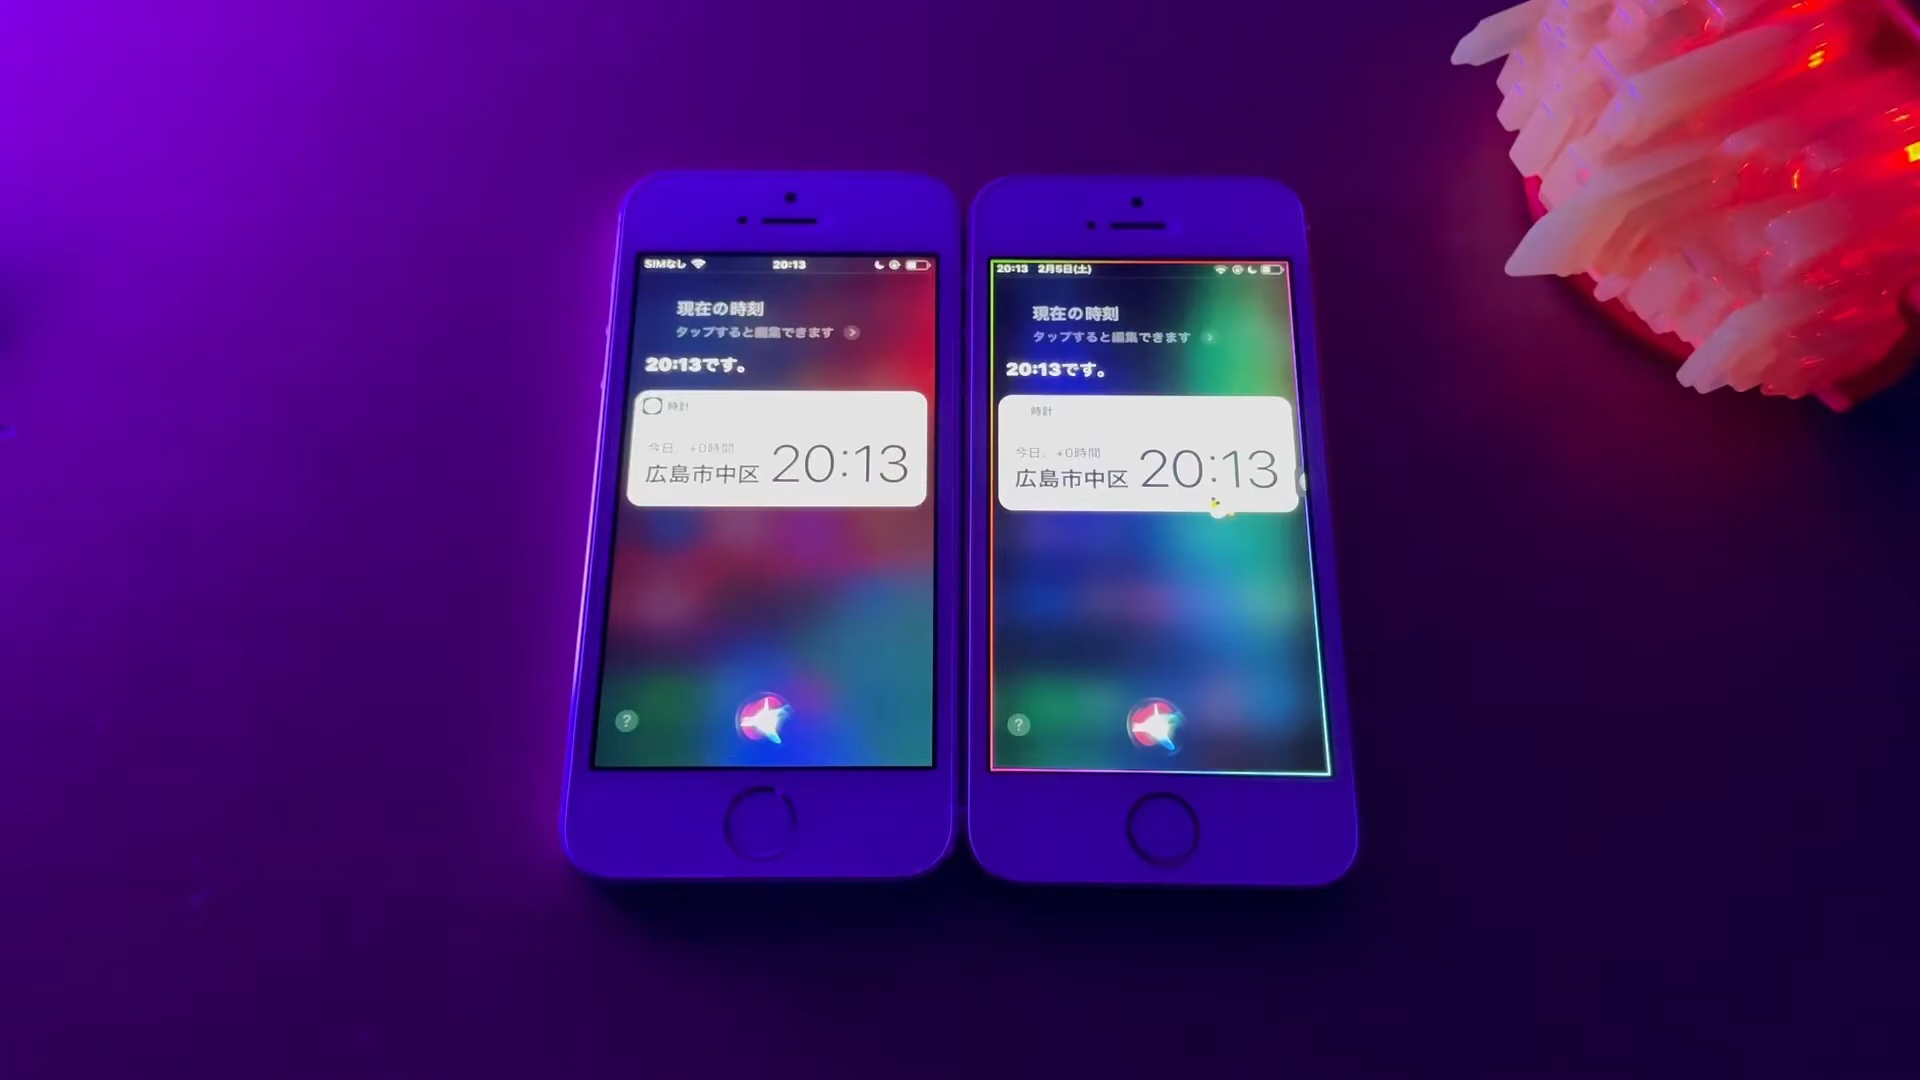 SIMなし 20:13
現在の時刻
タップすると編集できます
20:13です。
時計
今日、+0時間
広島市中区 20:13
?
20:13 2月5日(土)
現在の時刻
タップすると編集できます
20:13です。
時計
今日、+0時間
広島市中区 20:13
?